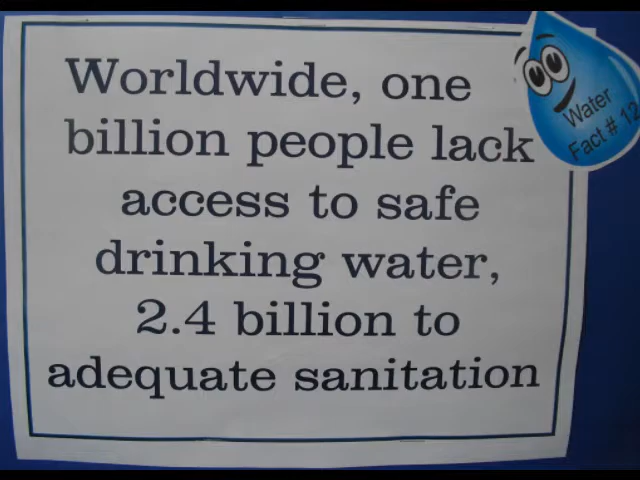 Worldwide, one
billion people lack
access to safe
drinking water,
2.4 billion to
adequate sanitation
Water
Fact # 12